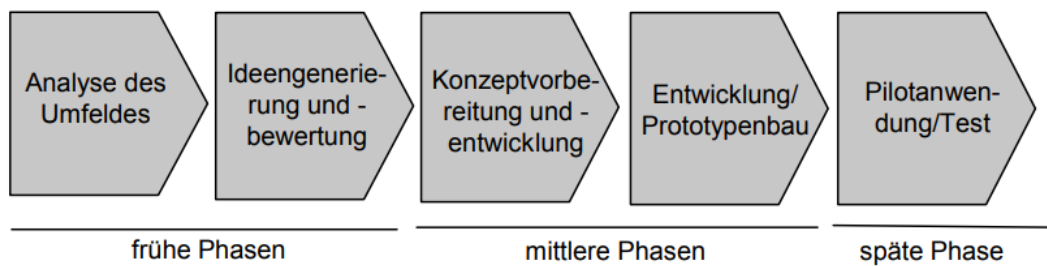 Analyse des
Umfeldes
Ideengenerie-
rung und -
bewertung
Konzeptvorbe-
reitung und -
entwicklung
Entwicklung/
Prototypenbau
Pilotanwen-
dung/Test
frühe Phasen
mittlere Phasen
späte Phase